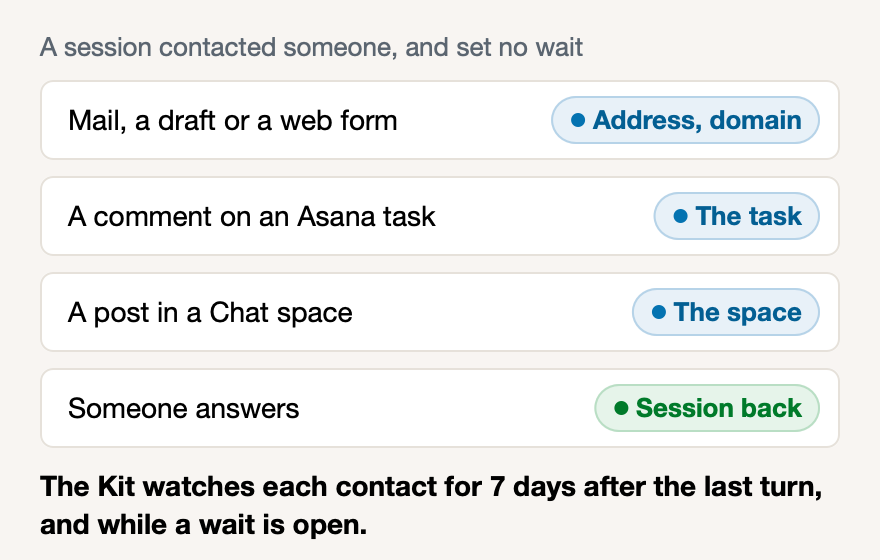 A session contacted someone, and set no wait
Mail, a draft or a web form
Address, domain
A comment on an Asana task
The task
A post in a Chat space
The space
Someone answers
Session back
The Kit watches each contact for 7 days after the last turn,
and while a wait is open.